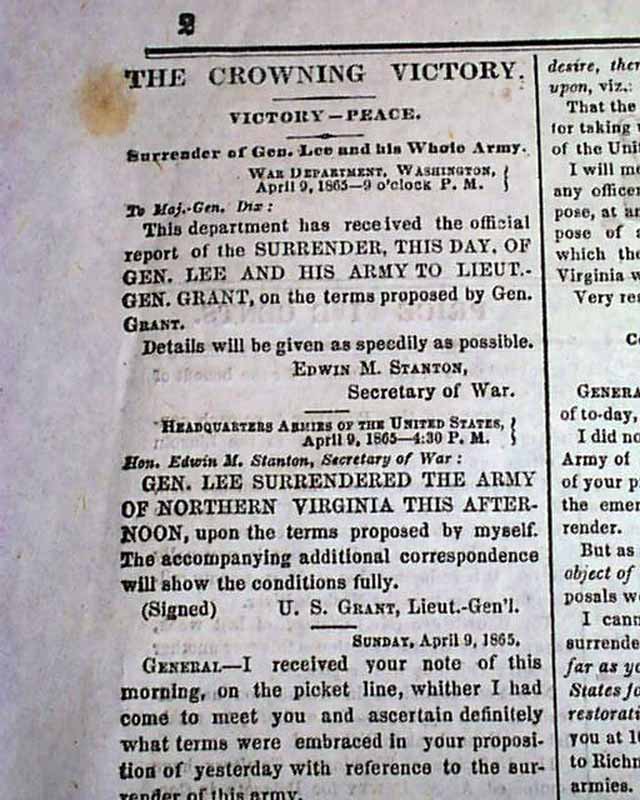 2
THE CROWNING VICTORY.
VICTORY—PEACE.
Surrender of Gen. Lee and his Whole Army.
WAR DEPARTMENT, WASHINGTON,
April 9, 1865—9 o'clock P. M.
To Maj.-Gen. Dix:
This department has received the official
report of the SURRENDER, THIS DAY, OF
GEN. LEE AND HIS ARMY TO LIEUT.-
GEN. GRANT, on the terms proposed by Gen.
GRANT.
Details will be given as speedily as possible.
EDWIN M. STANTON,
Secretary of War.
HEADQUARTERS ARMIES OF THE UNITED STATES,
April 9, 1865—4:30 P. M.
Hon. Edwin M. Stanton, Secretary of War:
GEN. LEE SURRENDERED THE ARMY
OF NORTHERN VIRGINIA THIS AFTER-
NOON, upon the terms proposed by myself.
The accompanying additional correspondence
will show the conditions fully.
(Signed) U. S. GRANT, Lieut.-Gen'l.
SUNDAY, April 9, 1865.
GENERAL—I received your note of this
morning, on the picket line, whither I had
come to meet you and ascertain definitely
what terms were embraced in your proposi-
tion of yesterday with reference to the sur-
render of this army.
desire, ther
upon, viz.:
That the
for taking
of the Unit
I will me
any officer
pose, at an
pose of a
which the
Virginia w
Very res
GENERA
of to-day,
I did no
Army of
of your p
the emer
render.
But as
object of
posals w
I cann
surrende
far as yo
States fo
restorati
you at 10
to Richm
armies.